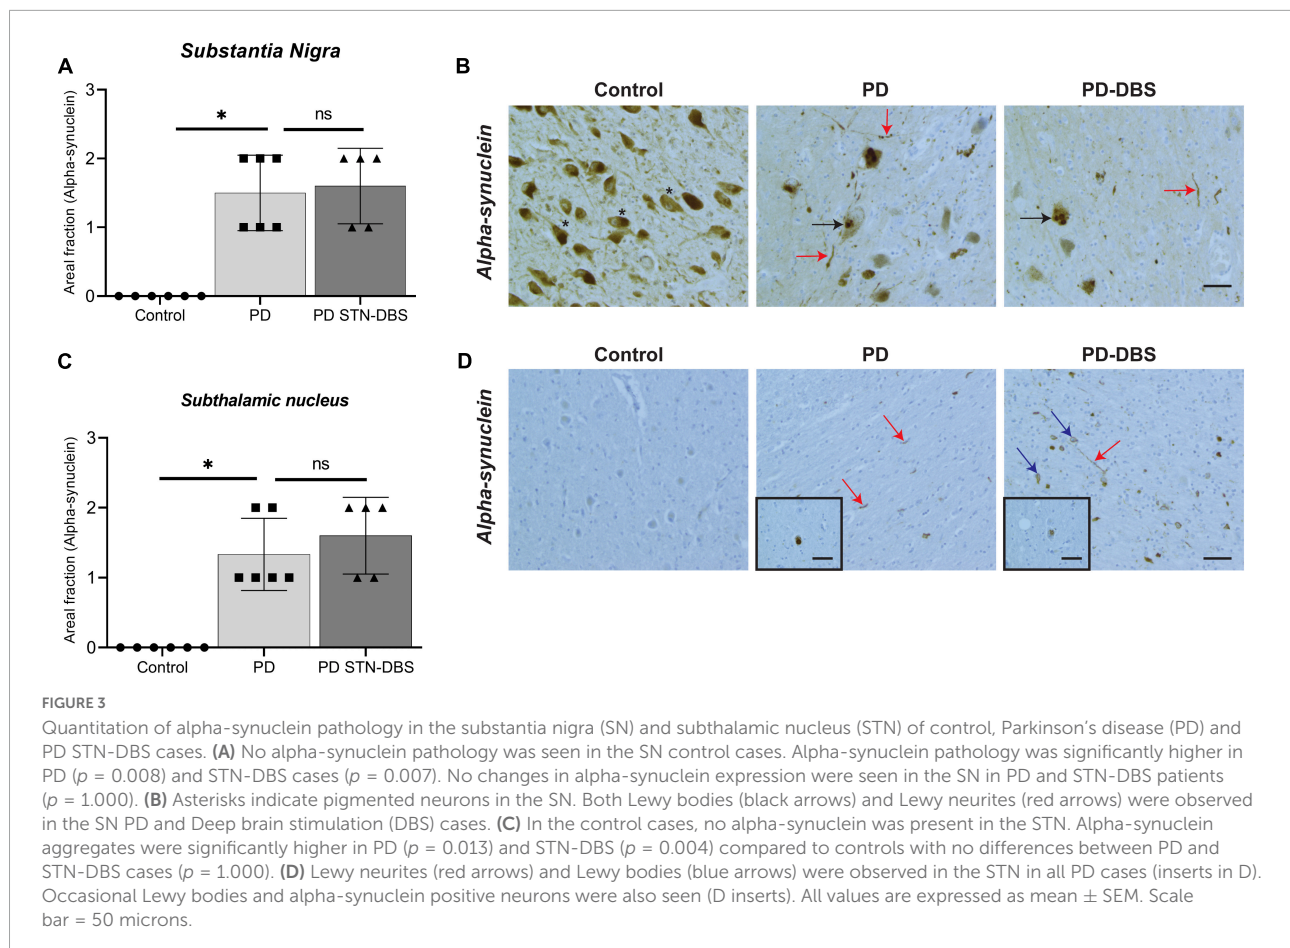 Substantia Nigra
A
3
2
1
0
Areal fraction (Alpha-synuclein)
*
ns
Control
PD
PD STN-DBS
B
Control
PD
PD-DBS
Alpha-synuclein
*
*
*
C
Subthalamic nucleus
3
2
1
0
Areal fraction (Alpha-synuclein)
*
ns
Control
PD
PD STN-DBS
D
Control
PD
PD-DBS
Alpha-synuclein
FIGURE 3
Quantitation of alpha-synuclein pathology in the substantia nigra (SN) and subthalamic nucleus (STN) of control, Parkinson’s disease (PD) and
PD STN-DBS cases. (A) No alpha-synuclein pathology was seen in the SN control cases. Alpha-synuclein pathology was significantly higher in
PD (p = 0.008) and STN-DBS cases (p = 0.007). No changes in alpha-synuclein expression were seen in the SN in PD and STN-DBS patients
(p = 1.000). (B) Asterisks indicate pigmented neurons in the SN. Both Lewy bodies (black arrows) and Lewy neurites (red arrows) were observed
in the SN PD and Deep brain stimulation (DBS) cases. (C) In the control cases, no alpha-synuclein was present in the STN. Alpha-synuclein
aggregates were significantly higher in PD (p = 0.013) and STN-DBS (p = 0.004) compared to controls with no differences between PD and
STN-DBS cases (p = 1.000). (D) Lewy neurites (red arrows) and Lewy bodies (blue arrows) were observed in the STN in all PD cases (inserts in D).
Occasional Lewy bodies and alpha-synuclein positive neurons were also seen (D inserts). All values are expressed as mean ± SEM. Scale
bar = 50 microns.